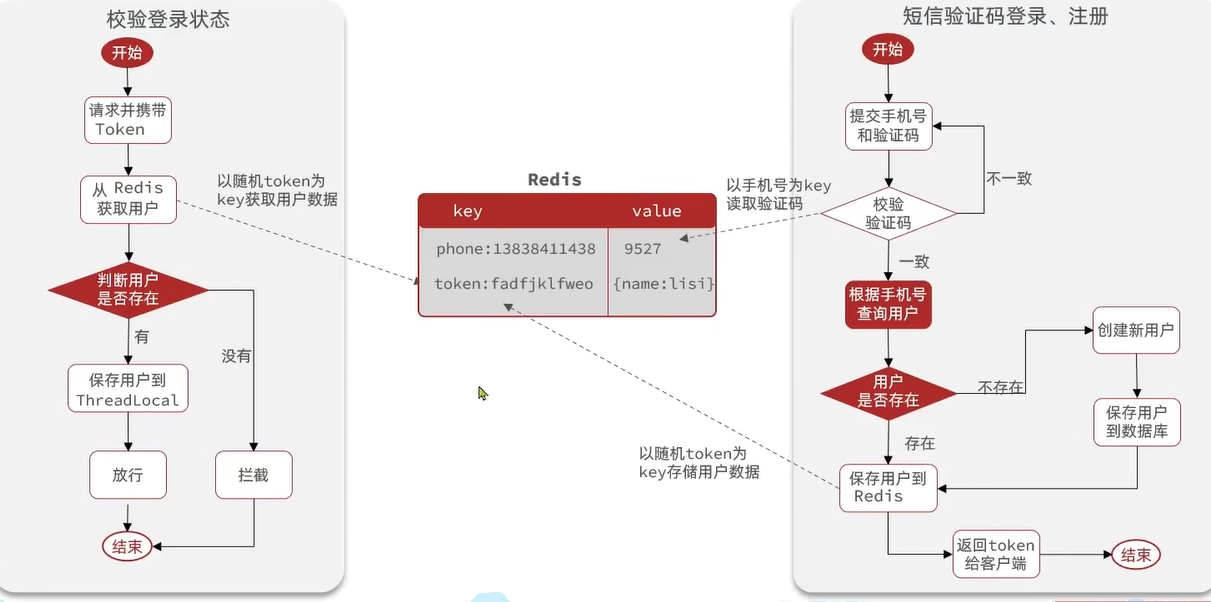 校验登录状态
开始
请求并携带
Token
从 Redis
获取用户
以随机token为
key获取用户数据
判断用户
是否存在
有
没有
保存用户到
ThreadLocal
放行
拦截
结束
Redis
key
value
phone:13838411438
9527
token:fadfjklfweo
{name:lisi}
以手机号为key
读取验证码
以随机token为
key存储用户数据
短信验证码登录、注册
开始
提交手机号
和验证码
不一致
校验
验证码
一致
根据手机号
查询用户
用户
是否存在
不存在
创建新用户
保存用户
到数据库
存在
保存用户到
Redis
返回token
给客户端
结束